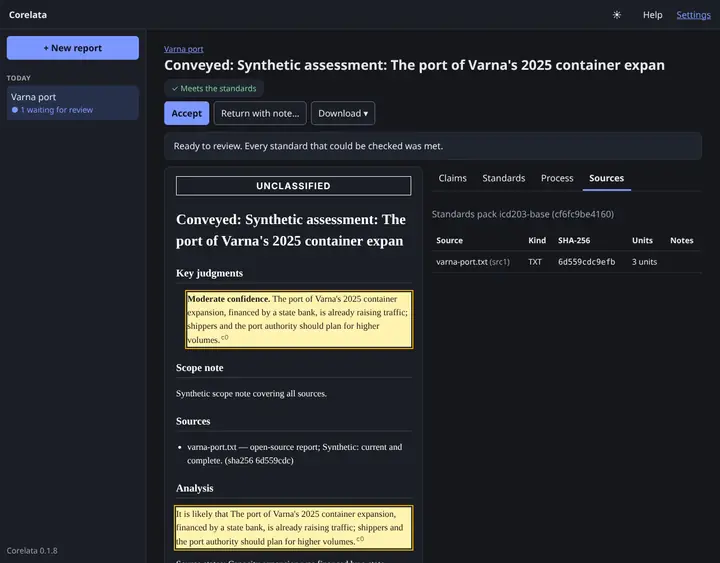 Corelata
☀ Help Settings
+ New report
TODAY
Varna port
1 waiting for review
Corelata 0.1.8
Varna port
Conveyed: Synthetic assessment: The port of Varna's 2025 container expan
✓ Meets the standards
Accept Return with note... Download ▾
Ready to review. Every standard that could be checked was met.
UNCLASSIFIED
Conveyed: Synthetic assessment: The
port of Varna's 2025 container expan
Key judgments
Moderate confidence. The port of Varna's 2025 container
expansion, financed by a state bank, is already raising traffic;
shippers and the port authority should plan for higher
volumes. c0
Scope note
Synthetic scope note covering all sources.
Sources
• varna-port.txt — open-source report; Synthetic: current and
complete. (sha256 6d559cdc)
Analysis
It is likely that The port of Varna's 2025 container expansion,
financed by a state bank, is already raising traffic; shippers and
the port authority should plan for higher volumes. c0
Claims Standards Process Sources
Standards pack icd203-base (cf6fc9be4160)
Source Kind SHA-256 Units Notes
varna-port.txt (src1) TXT 6d559cdc9efb 3 units